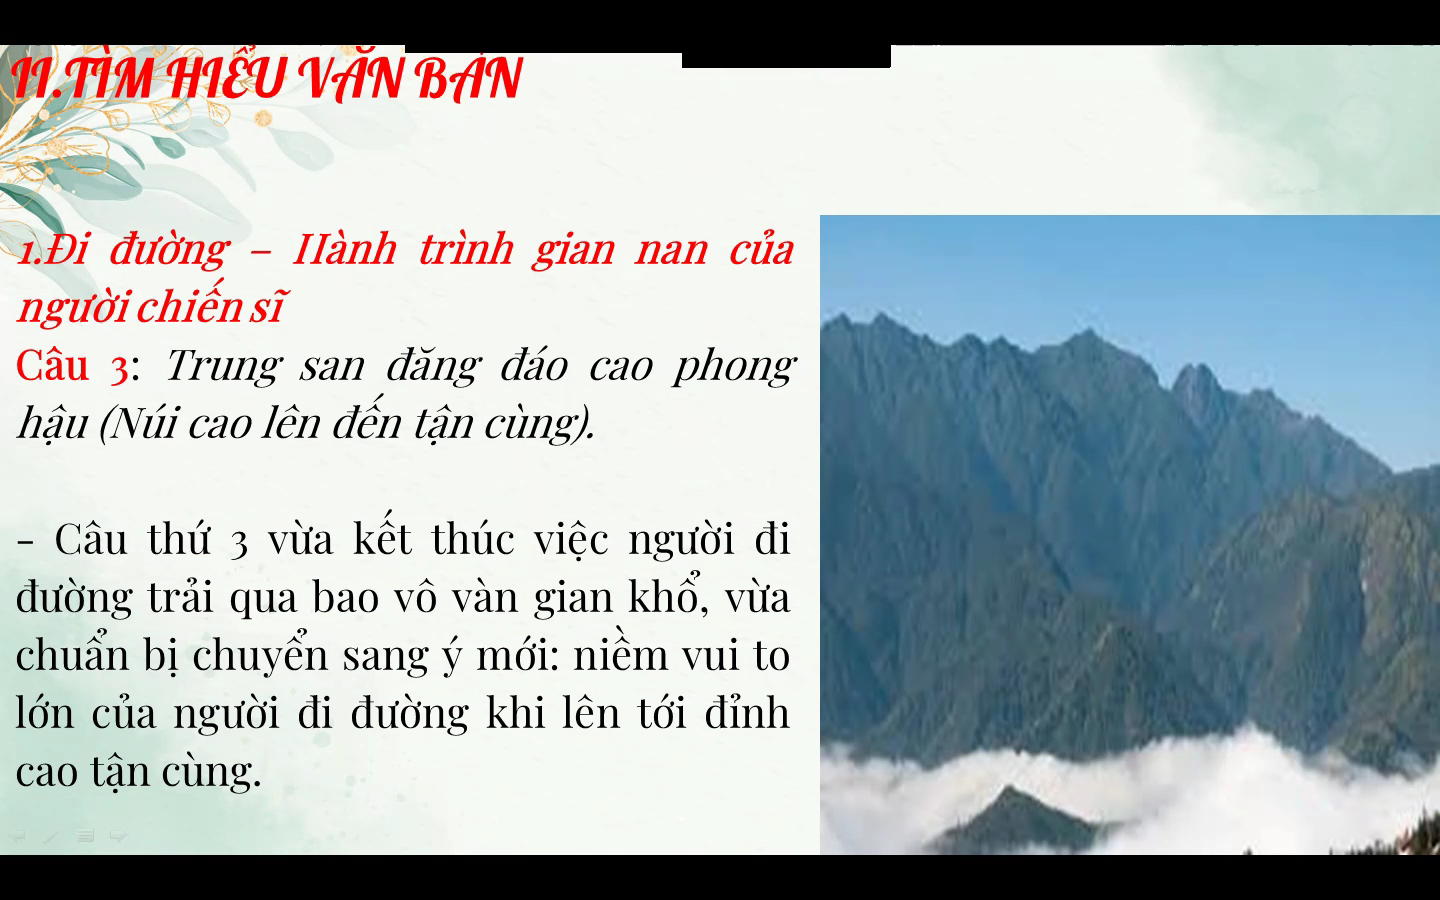 II.TÌM HIỂU VĂN BẢN
1.Đi đường – Hành trình gian nan của
người chiến sĩ
Câu 3: Trung san đăng đáo cao phong
hậu (Núi cao lên đến tận cùng).
- Câu thứ 3 vừa kết thúc việc người đi
đường trải qua bao vô vàn gian khổ, vừa
chuẩn bị chuyển sang ý mới: niềm vui to
lớn của người đi đường khi lên tới đỉnh
cao tận cùng.